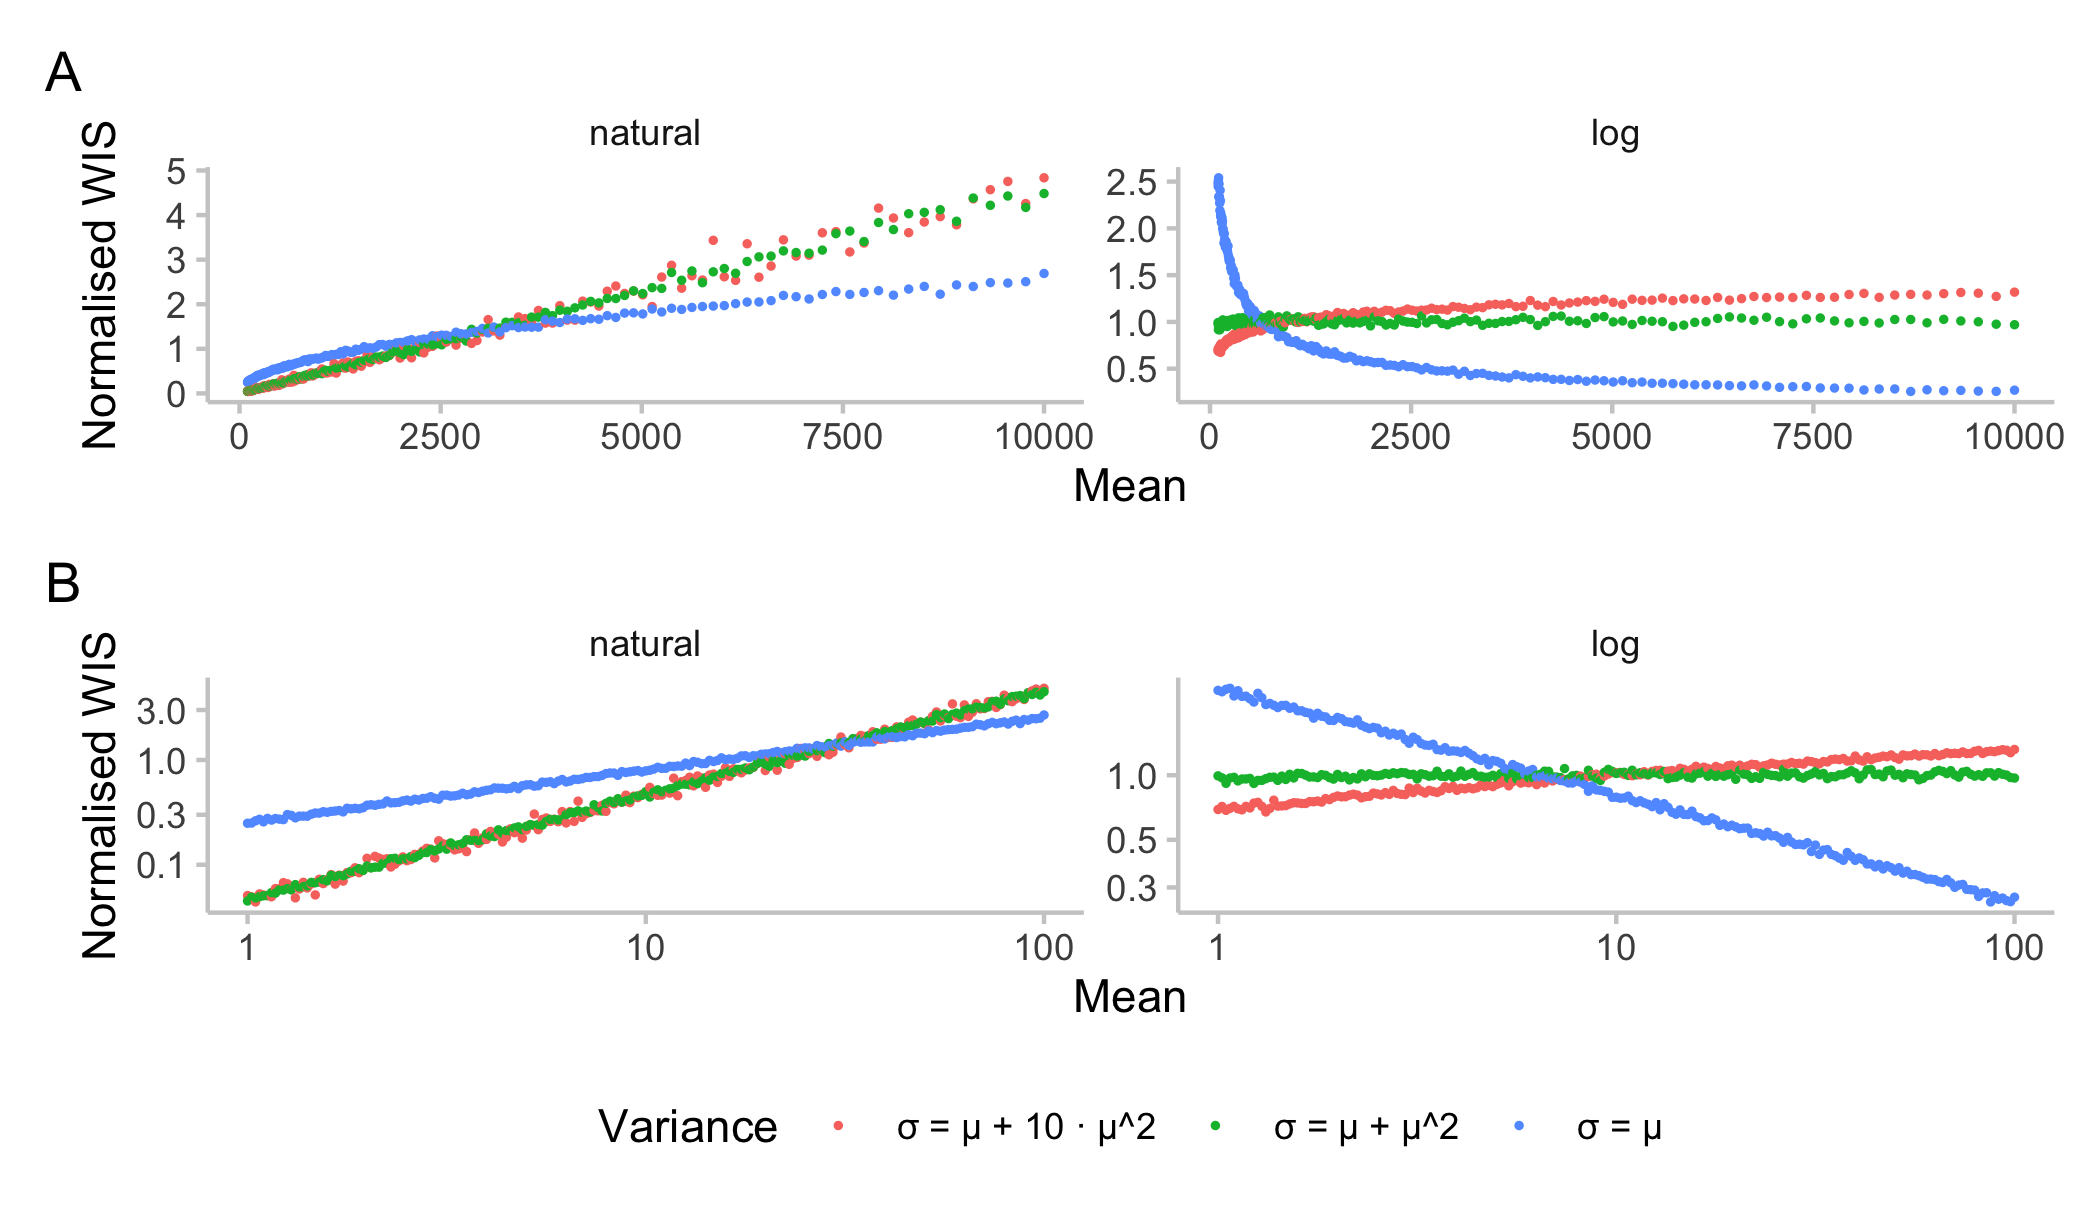 A
natural
log
Normalised WIS
5
4
3
2
1
0
2.5
2.0
1.5
1.0
0.5
0 2500 5000 7500 10000
0 2500 5000 7500 10000
Mean
B
natural
log
Normalised WIS
3.0
1.0
0.3
0.1
1.0
0.5
0.3
1 10 100
1 10 100
Mean
Variance σ = μ + 10 · μ^2 σ = μ + μ^2 σ = μ